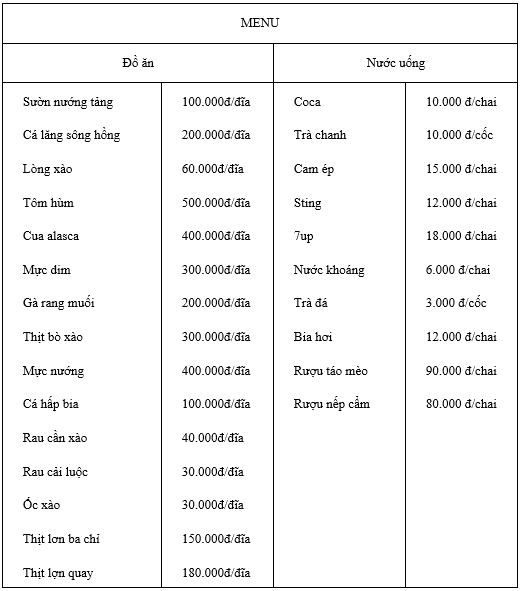 MENU
Đồ ăn Nước uống
Sườn nướng tảng 100.000đ/đĩa Coca 10.000 đ/chai
Cá lăng sông hồng 200.000đ/đĩa Trà chanh 10.000 đ/cốc
Lòng xào 60.000đ/đĩa Cam ép 15.000 đ/chai
Tôm hùm 500.000đ/đĩa Sting 12.000 đ/chai
Cua alasca 400.000đ/đĩa 7up 18.000 đ/chai
Mực dim 300.000đ/đĩa Nước khoáng 6.000 đ/chai
Gà rang muối 200.000đ/đĩa Trà đá 3.000 đ/cốc
Thịt bò xào 300.000đ/đĩa Bia hơi 12.000 đ/chai
Mực nướng 400.000đ/đĩa Rượu táo mèo 90.000 đ/chai
Cá hấp bia 100.000đ/đĩa Rượu nếp cẩm 80.000 đ/chai
Rau cần xào 40.000đ/đĩa
Rau cải luộc 30.000đ/đĩa
Ốc xào 30.000đ/đĩa
Thịt lơn ba chỉ 150.000đ/đĩa
Thịt lợn quay 180.000đ/đĩa